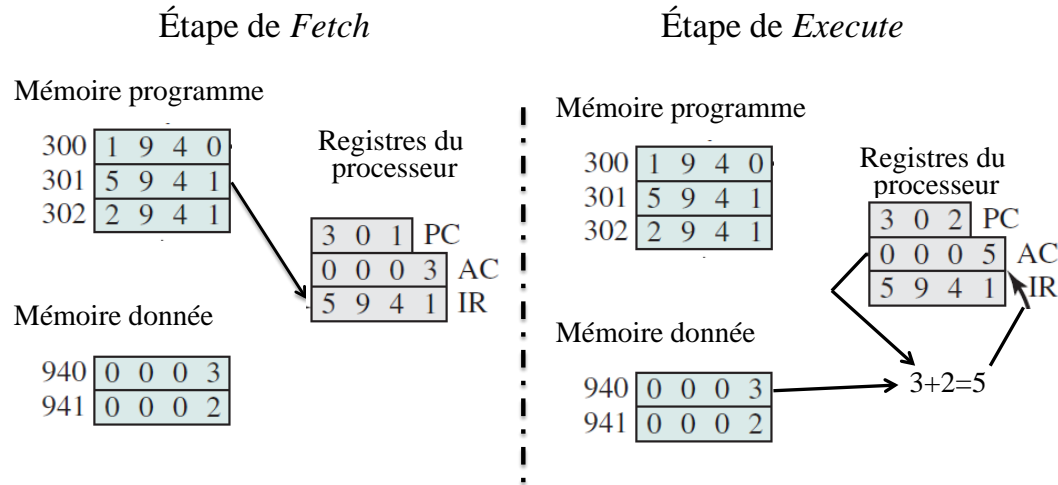 Étape de Fetch
Mémoire programme
300 1 9 4 0
301 5 9 4 1
302 2 9 4 1
Registres du
processeur
3 0 1 PC
0 0 0 3 AC
5 9 4 1 IR
Mémoire donnée
940 0 0 0 3
941 0 0 0 2
Étape de Execute
Mémoire programme
300 1 9 4 0
301 5 9 4 1
302 2 9 4 1
Registres du
processeur
3 0 2 PC
0 0 0 5 AC
5 9 4 1 IR
Mémoire donnée
940 0 0 0 3
941 0 0 0 2
3+2=5